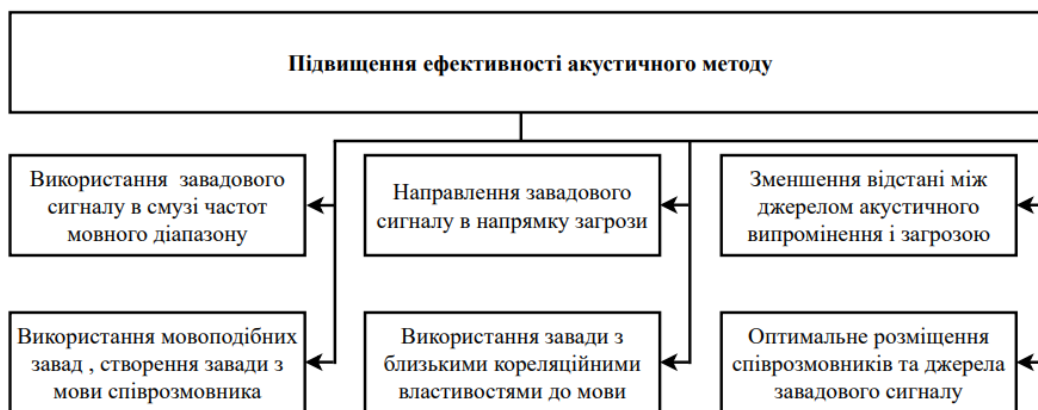 Підвищення ефективності акустичного методу
Використання завадового
сигналу в смузі частот
мовного діапазону
Направлення завадового
сигналу в напрямку загрози
Зменшення відстані між
джерелом акустичного
випромінення і загрозою
Використання мовоподібних
завад , створення завади з
мови співрозмовника
Використання завади з
близькими кореляційними
властивостями до мови
Оптимальне розміщення
співрозмовників та джерела
завадового сигналу